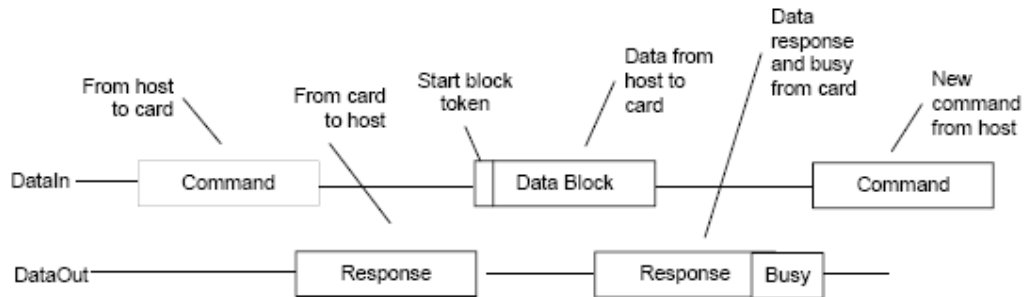 From host
to card
From card
to host
Start block
token
Data from
host to
card
Data
response
and busy
from card
New
command
from host
DataIn
Command
Data Block
Command
DataOut
Response
Response
Busy